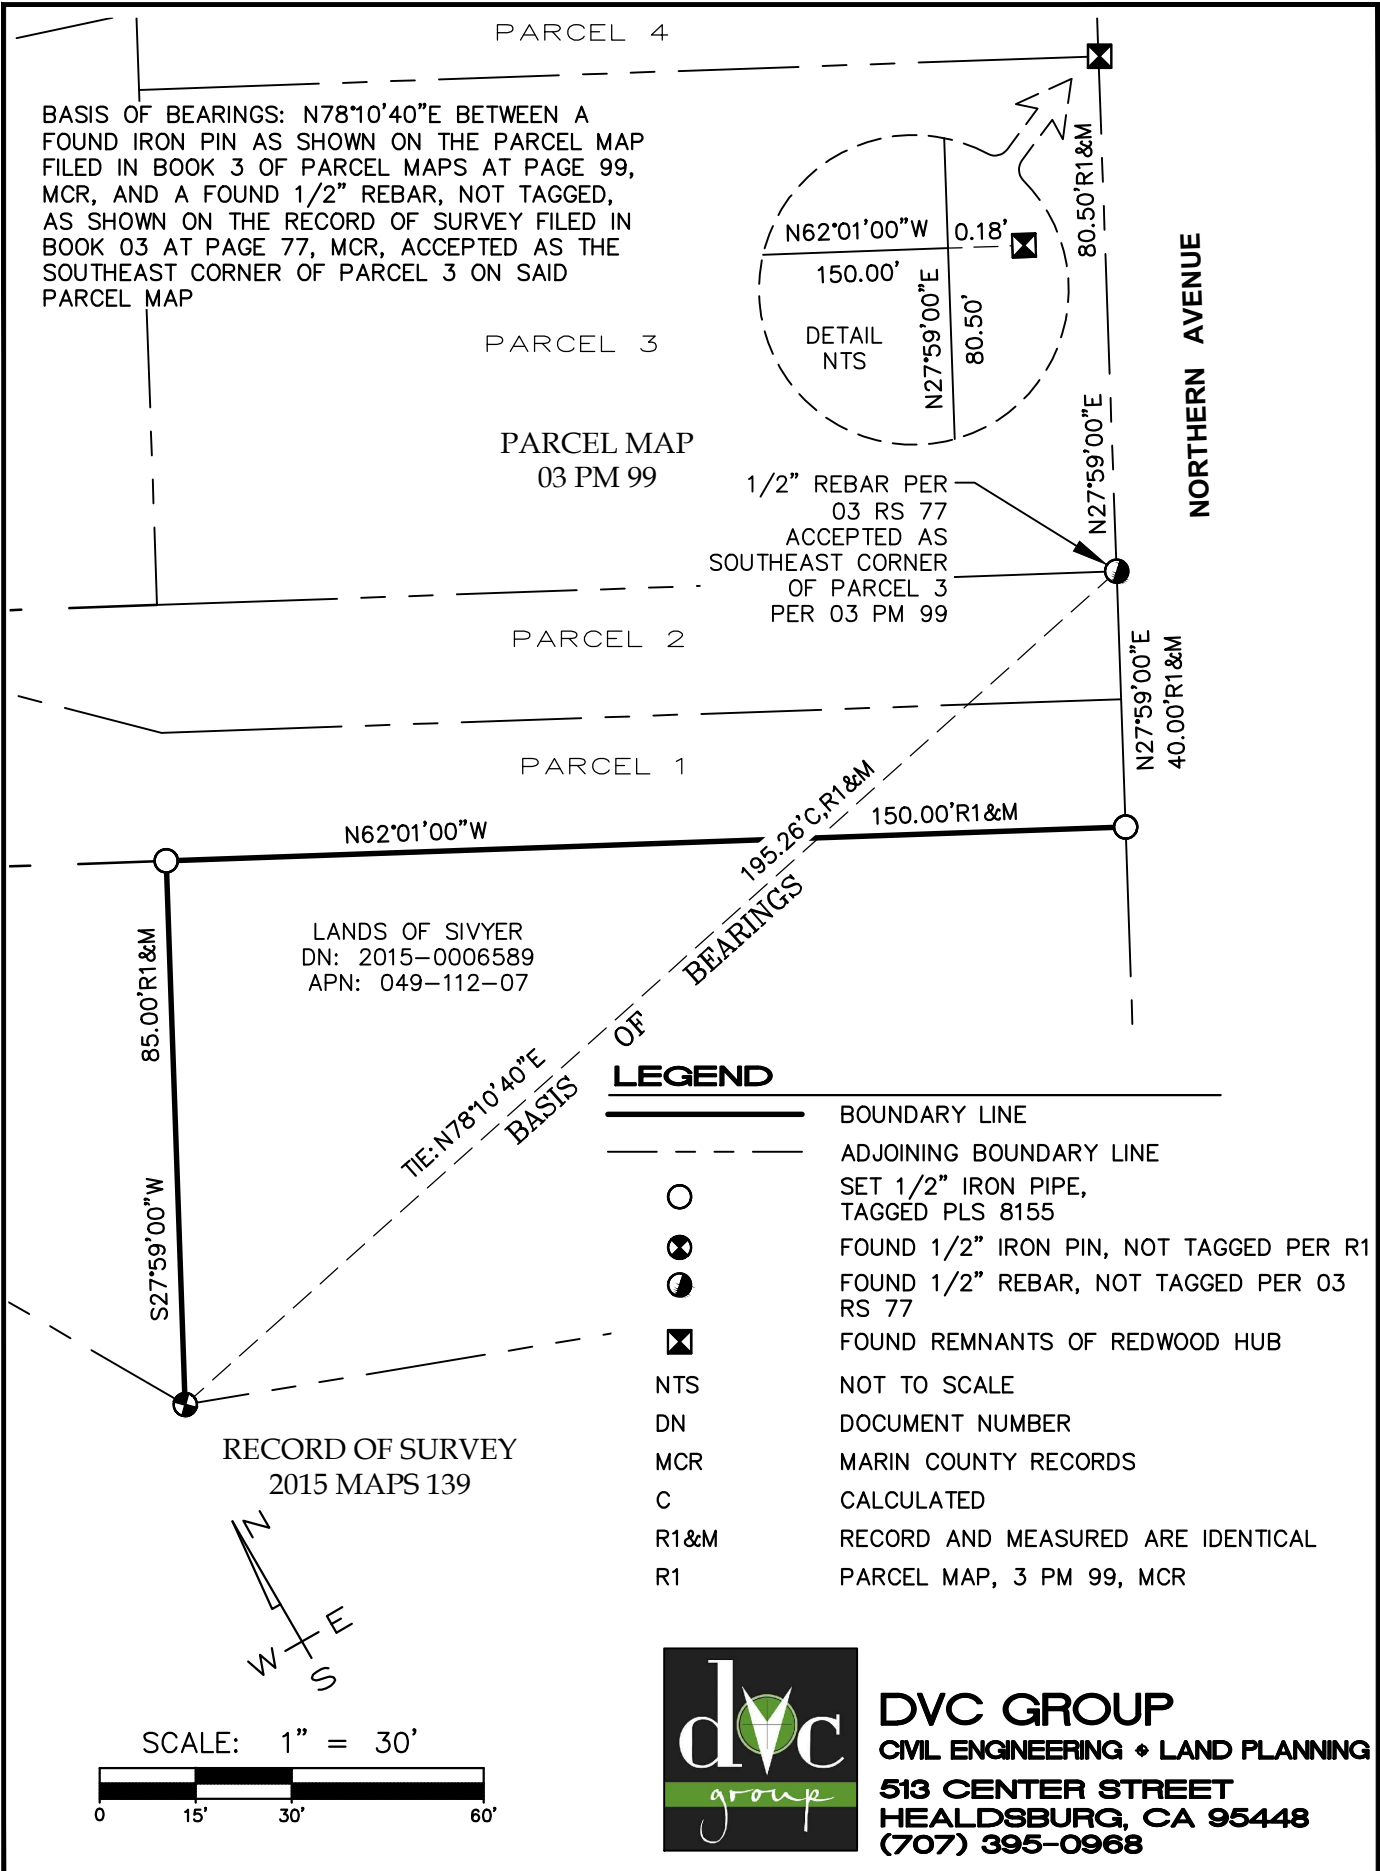 PARCEL 4
BASIS OF BEARINGS: N78°10'40"E BETWEEN A
FOUND IRON PIN AS SHOWN ON THE PARCEL MAP
FILED IN BOOK 3 OF PARCEL MAPS AT PAGE 99,
MCR, AND A FOUND 1/2" REBAR, NOT TAGGED,
AS SHOWN ON THE RECORD OF SURVEY FILED IN
BOOK 03 AT PAGE 77, MCR, ACCEPTED AS THE
SOUTHEAST CORNER OF PARCEL 3 ON SAID
PARCEL MAP
N62°01'00"W 0.18'
150.00'
N27°59'00"E
80.50'
DETAIL
NTS
80.50'R1&M
N27°59'00"E
NORTHERN AVENUE
PARCEL 3
PARCEL MAP
03 PM 99
1/2" REBAR PER
03 RS 77
ACCEPTED AS
SOUTHEAST CORNER
OF PARCEL 3
PER 03 PM 99
PARCEL 2
N27°59'00"E
40.00'R1&M
PARCEL 1
N62°01'00"W
150.00'R1&M
195.26'C,R1&M
TIE: N78°10'40"E
BASIS OF BEARINGS
LANDS OF SIVYER
DN: 2015-0006589
APN: 049-112-07
85.00'R1&M
S27°59'00"W
RECORD OF SURVEY
2015 MAPS 139
LEGEND
BOUNDARY LINE
ADJOINING BOUNDARY LINE
SET 1/2" IRON PIPE,
TAGGED PLS 8155
FOUND 1/2" IRON PIN, NOT TAGGED PER R1
FOUND 1/2" REBAR, NOT TAGGED PER 03
RS 77
FOUND REMNANTS OF REDWOOD HUB
NTS NOT TO SCALE
DN DOCUMENT NUMBER
MCR MARIN COUNTY RECORDS
C CALCULATED
R1&M RECORD AND MEASURED ARE IDENTICAL
R1 PARCEL MAP, 3 PM 99, MCR
N
E
W
S
SCALE: 1" = 30'
0 15' 30' 60'
dvc
group
DVC GROUP
CIVIL ENGINEERING LAND PLANNING
513 CENTER STREET
HEALDSBURG, CA 95448
(707) 395-0968